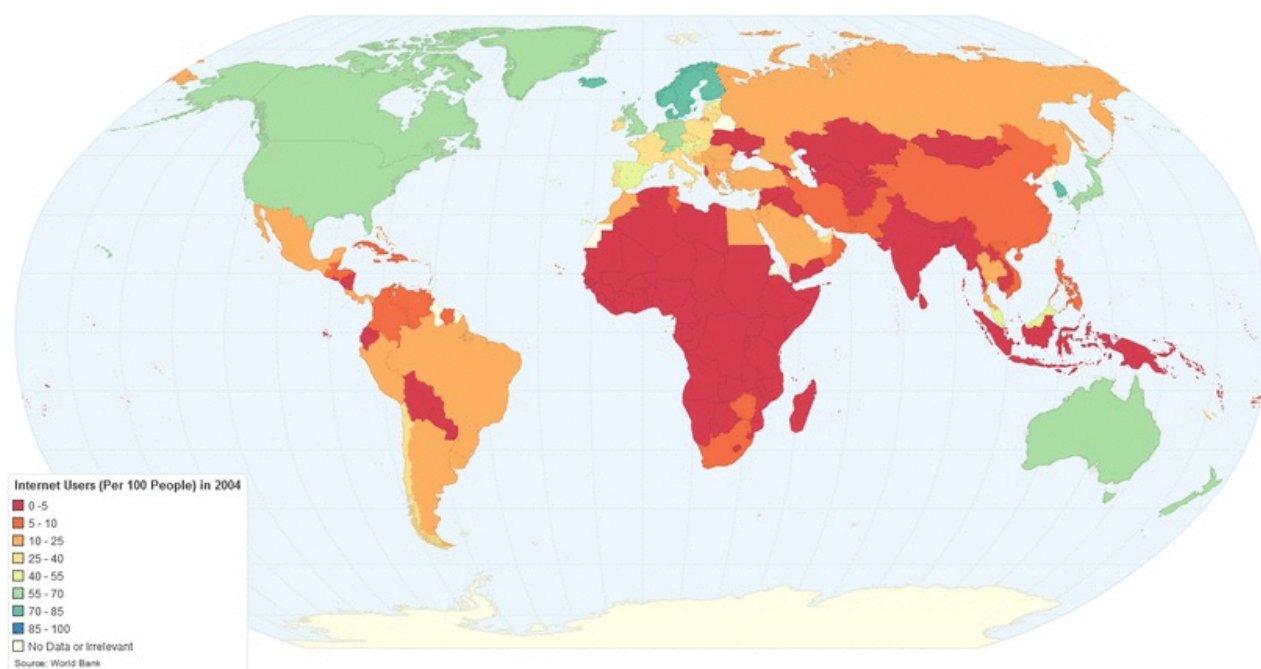 Internet Users (Per 100 People) in 2004
0 -5
5 - 10
10 - 25
25 - 40
40 - 55
55 - 70
70 - 85
85 - 100
No Data or Irrelevant
Source: World Bank